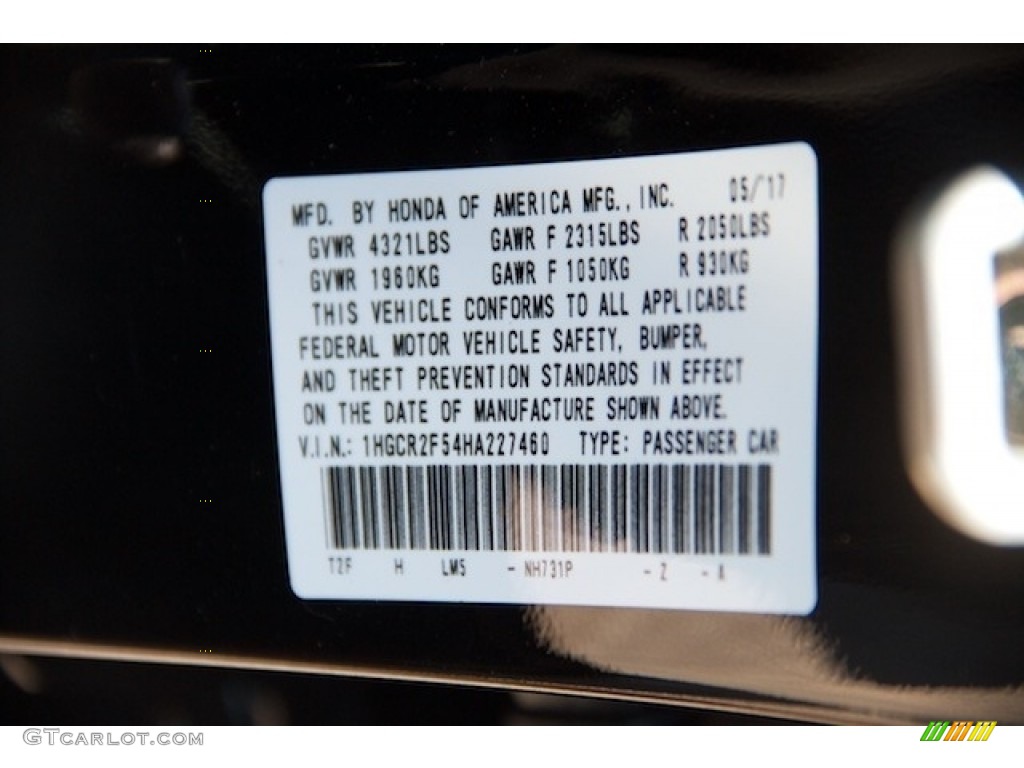 MFD. BY HONDA OF AMERICA MFG., INC. 05/17
GVWR 4321LBS GAWR F 2315LBS R 2050LBS
GVWR 1960KG GAWR F 1050KG R 930KG
THIS VEHICLE CONFORMS TO ALL APPLICABLE
FEDERAL MOTOR VEHICLE SAFETY, BUMPER,
AND THEFT PREVENTION STANDARDS IN EFFECT
ON THE DATE OF MANUFACTURE SHOWN ABOVE.
V.I.N.: 1HGCR2F54HA227460 TYPE: PASSENGER CAR
T2F H LM5 - NH731P - Z - A
GTCarlot.com